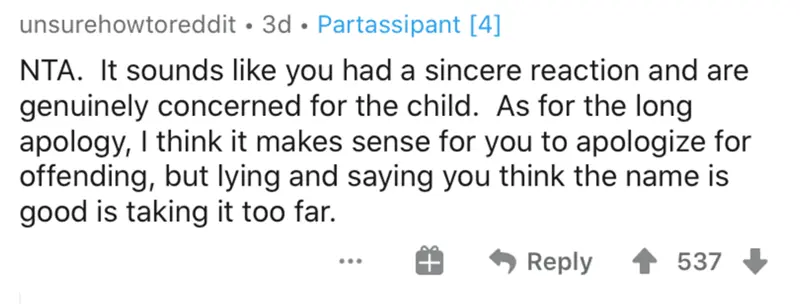 unsurehowtoreddit • 3d • Partassipant [4]
NTA.  It sounds like you had a sincere reaction and are
genuinely concerned for the child.  As for the long
apology, I think it makes sense for you to apologize for
offending, but lying and saying you think the name is
good is taking it too far.
... Reply 537